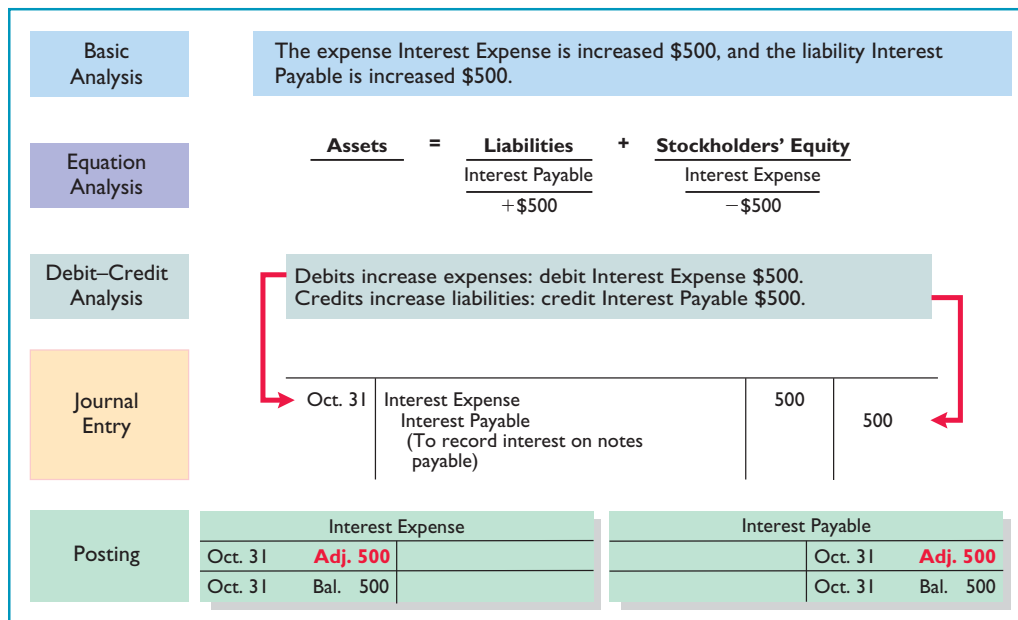 Basic
Analysis
The expense Interest Expense is increased $500, and the liability Interest
Payable is increased $500.
Equation
Analysis
Assets = Liabilities + Stockholders’ Equity
Interest Payable Interest Expense
+$500 −$500
Debit–Credit
Analysis
Debits increase expenses: debit Interest Expense $500.
Credits increase liabilities: credit Interest Payable $500.
Journal
Entry
Oct. 31 Interest Expense 500
Interest Payable 500
(To record interest on notes
payable)
Posting
Interest Expense
Oct. 31 Adj. 500
Oct. 31 Bal. 500
Interest Payable
Oct. 31 Adj. 500
Oct. 31 Bal. 500